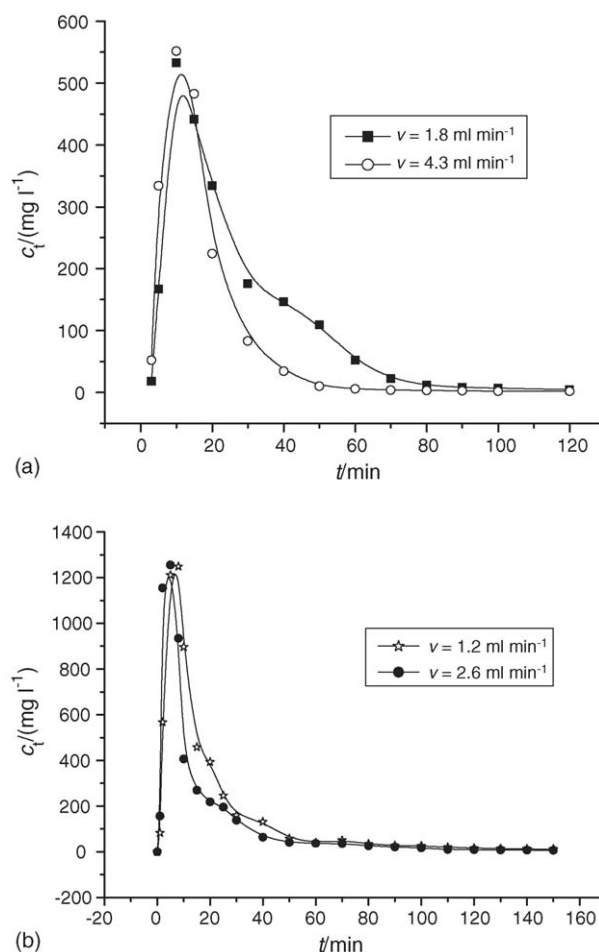 600
500
400
300
200
100
0
c_t/(mg l⁻¹)
v = 1.8 ml min⁻¹
v = 4.3 ml min⁻¹
0 20 40 60 80 100 120
t/min
(a)
1400
1200
1000
800
600
400
200
0
-200
c_t/(mg l⁻¹)
v = 1.2 ml min⁻¹
v = 2.6 ml min⁻¹
-20 0 20 40 60 80 100 120 140 160
t/min
(b)